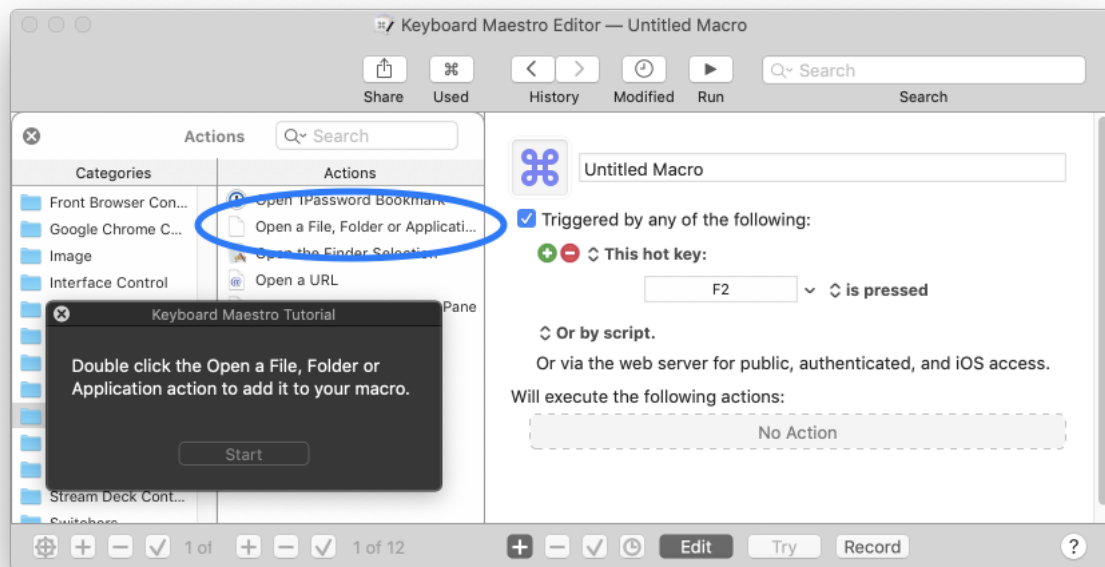 Keyboard Maestro Editor — Untitled Macro
Share Used History Modified Run Search
Search
Actions Search
Categories Actions
Front Browser Con...
Google Chrome C...
Image
Interface Control
Open 1Password Bookmark
Open a File, Folder or Applicati...
Open the Finder Selection
Open a URL
Pane
Keyboard Maestro Tutorial
Double click the Open a File, Folder or
Application action to add it to your macro.
Start
Stream Deck Cont...
Switchers
1 of
1 of 12
Untitled Macro
Triggered by any of the following:
This hot key:
F2 is pressed
Or by script.
Or via the web server for public, authenticated, and iOS access.
Will execute the following actions:
No Action
Edit Try Record ?